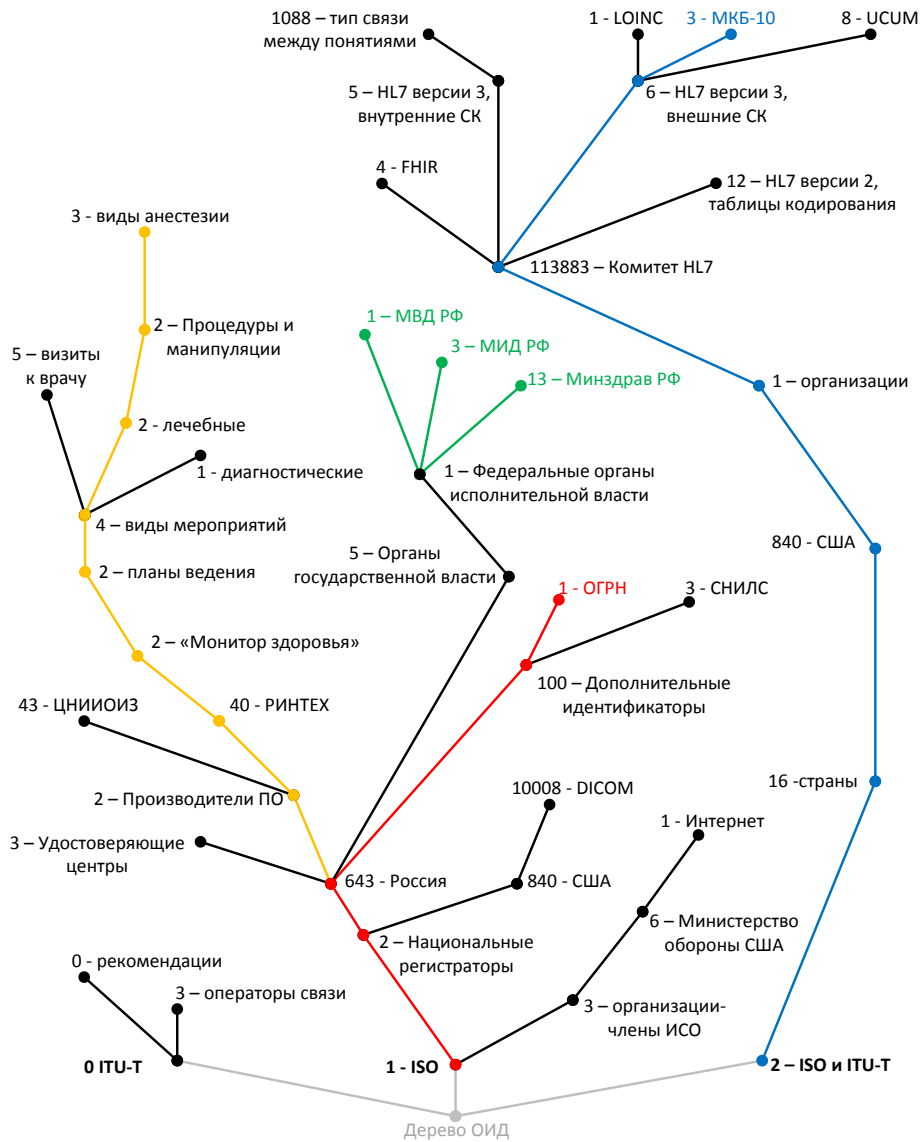 1088 – тип связи
между понятиями
1 - LOINC
3 - МКБ-10
8 - UCUM
5 – HL7 версии 3,
внутренние СК
6 – HL7 версии 3,
внешние СК
4 - FHIR
12 – HL7 версии 2,
таблицы кодирования
3 - виды анестезии
113883 – Комитет HL7
1 – МВД РФ
2 – Процедуры и
манипуляции
3 – МИД РФ
5 – визиты
к врачу
13 – Минздрав РФ
1 – организации
2 - лечебные
1 - диагностические
1 – Федеральные органы
исполнительной власти
4 – виды мероприятий
840 - США
5 – Органы
государственной власти
2 – планы ведения
1 - ОГРН
3 - СНИЛС
2 – «Монитор здоровья»
100 – Дополнительные
идентификаторы
43 - ЦНИИОИЗ
40 - РИНТЕХ
16 -страны
10008 - DICOM
2 – Производители ПО
1 - Интернет
3 – Удостоверяющие
центры
643 - Россия
840 - США
6 – Министерство
обороны США
2 – Национальные
регистраторы
0 - рекомендации
3 – операторы связи
3 – организации-
члены ИСО
0 ITU-T
1 - ISO
2 – ISO и ITU-T
Дерево ОИД